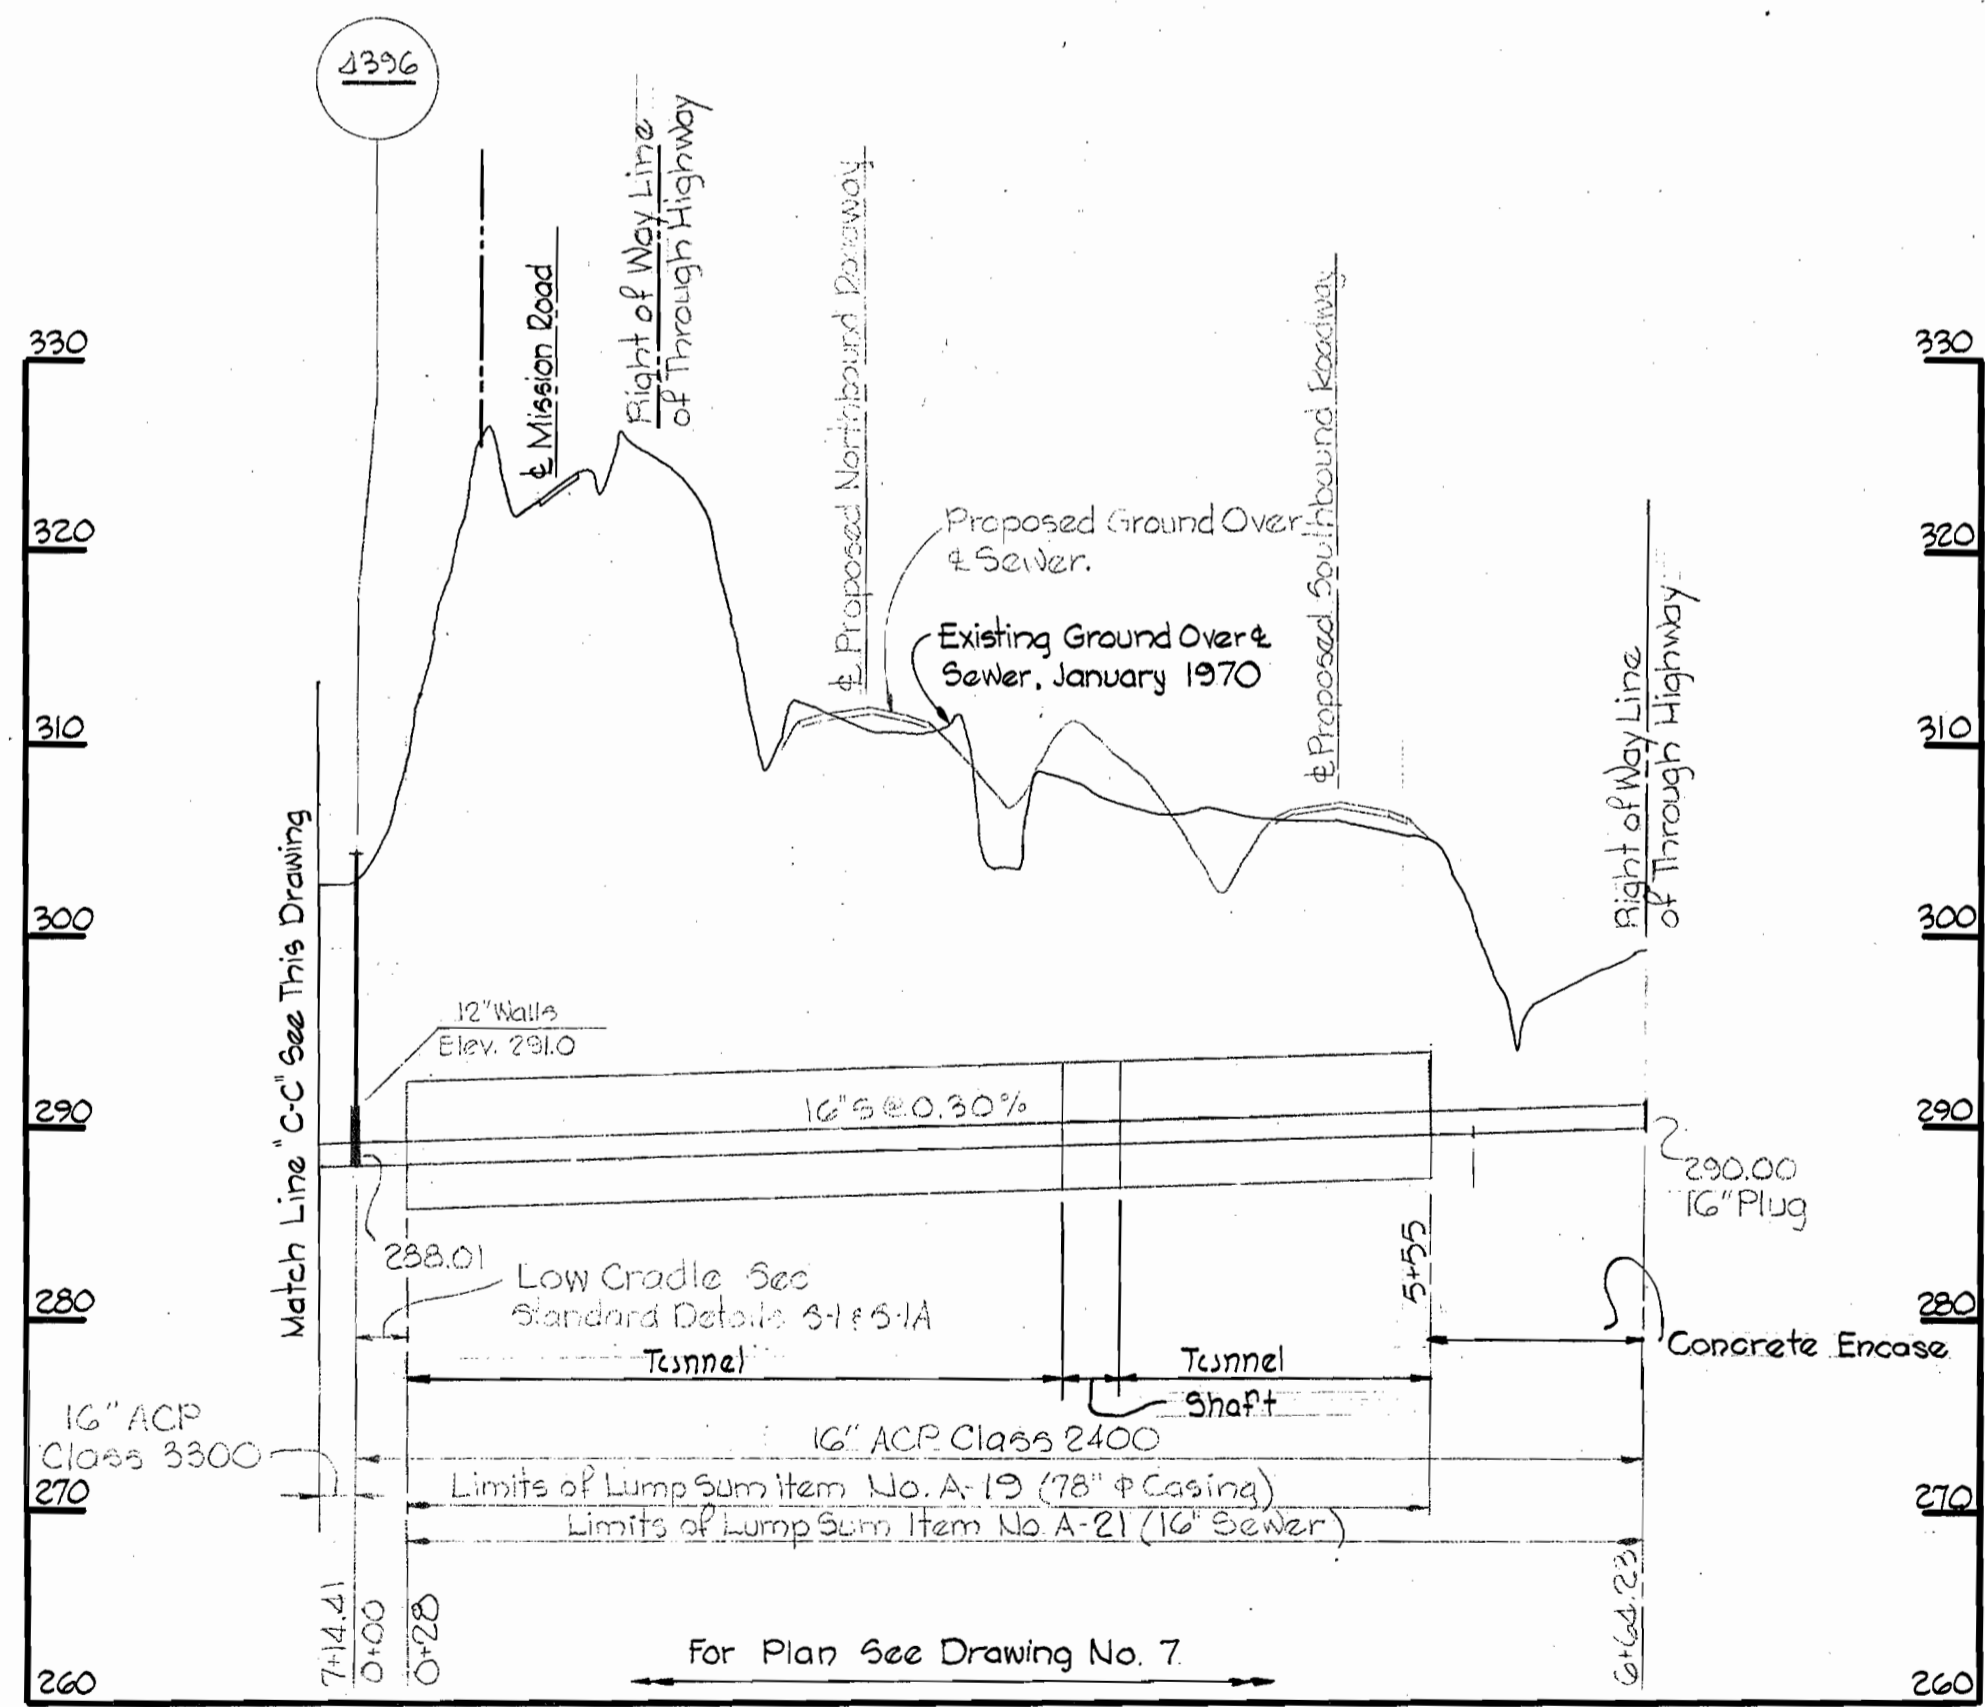 4396
Right of Way Line
of Through Highway
℄ Mission Road
℄ Proposed Northbound Roadway
℄ Proposed Southbound Roadway
Right of Way Line
of Through Highway
330
320
310
300
290
280
270
260
330
320
310
300
290
280
270
260
Proposed Ground Over
℄ Sewer.
Existing Ground Over ℄
Sewer, January 1970
Match Line "C-C" See This Drawing
12" Walls
Elev. 291.0
16" S @ 0.30%
290.00
16" Plug
288.01
Low Cradle See
Standard Details S-1 & S-1A
5+55
Concrete Encase
Tunnel
Tunnel
Shaft
16" ACP
Class 3300
16" ACP Class 2400
Limits of Lump Sum item No. A-19 (78" Φ Casing)
Limits of Lump Sum Item No. A-21 (16" Sewer)
7+14.41
0+00
0+28
6+64.23
For Plan See Drawing No. 7